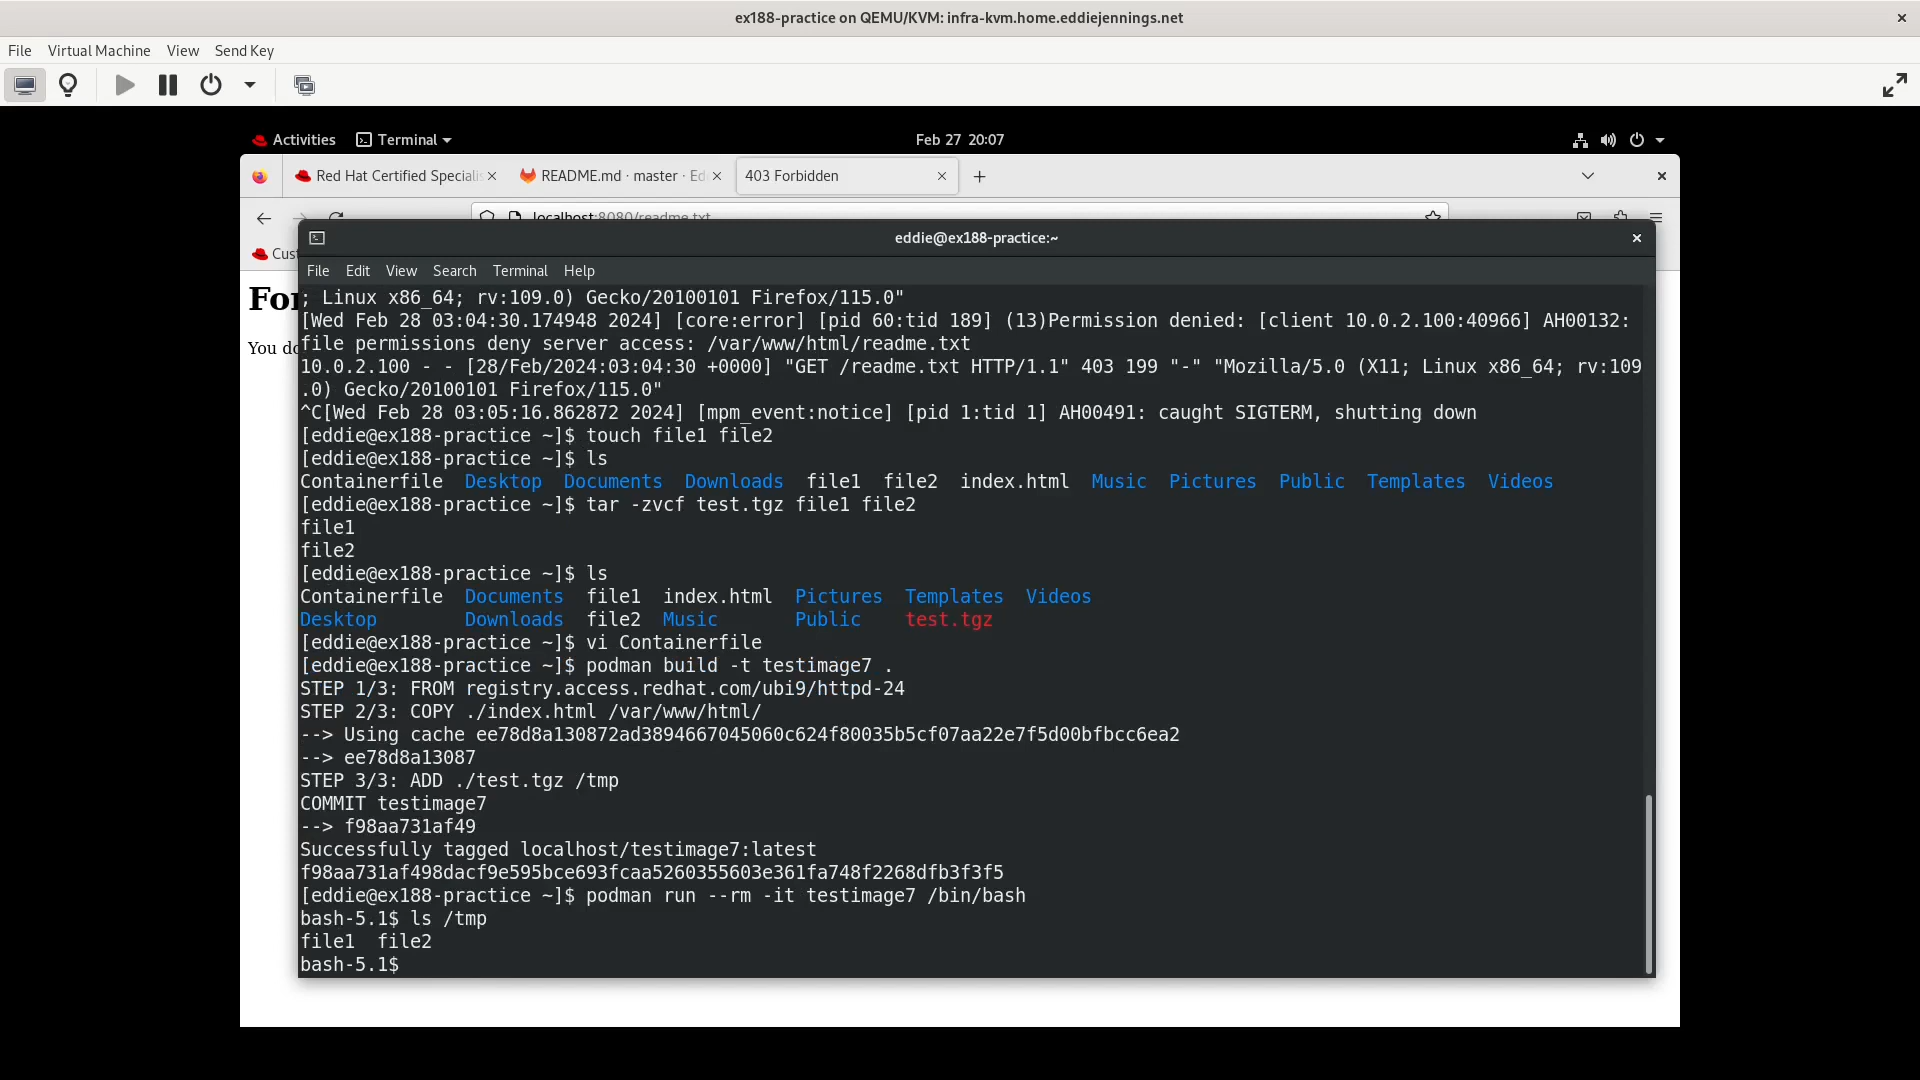 ex188-practice on QEMU/KVM: infra-kvm.home.eddiejennings.net
File Virtual Machine View Send Key
Activities Terminal Feb 27 20:07
Red Hat Certified Speciali README.md · master · Ed 403 Forbidden
localhost:8080/readme.txt
eddie@ex188-practice:~
Cust
File Edit View Search Terminal Help
For
You do
; Linux x86_64; rv:109.0) Gecko/20100101 Firefox/115.0"
[Wed Feb 28 03:04:30.174948 2024] [core:error] [pid 60:tid 189] (13)Permission denied: [client 10.0.2.100:40966] AH00132:
file permissions deny server access: /var/www/html/readme.txt
10.0.2.100 - - [28/Feb/2024:03:04:30 +0000] "GET /readme.txt HTTP/1.1" 403 199 "-" "Mozilla/5.0 (X11; Linux x86_64; rv:109
.0) Gecko/20100101 Firefox/115.0"
^C[Wed Feb 28 03:05:16.862872 2024] [mpm_event:notice] [pid 1:tid 1] AH00491: caught SIGTERM, shutting down
[eddie@ex188-practice ~]$ touch file1 file2
[eddie@ex188-practice ~]$ ls
Containerfile Desktop Documents Downloads file1 file2 index.html Music Pictures Public Templates Videos
[eddie@ex188-practice ~]$ tar -zvcf test.tgz file1 file2
file1
file2
[eddie@ex188-practice ~]$ ls
Containerfile Documents file1 index.html Pictures Templates Videos
Desktop Downloads file2 Music Public test.tgz
[eddie@ex188-practice ~]$ vi Containerfile
[eddie@ex188-practice ~]$ podman build -t testimage7 .
STEP 1/3: FROM registry.access.redhat.com/ubi9/httpd-24
STEP 2/3: COPY ./index.html /var/www/html/
--> Using cache ee78d8a130872ad3894667045060c624f80035b5cf07aa22e7f5d00bfbcc6ea2
--> ee78d8a13087
STEP 3/3: ADD ./test.tgz /tmp
COMMIT testimage7
--> f98aa731af49
Successfully tagged localhost/testimage7:latest
f98aa731af498dacf9e595bce693fcaa5260355603e361fa748f2268dfb3f3f5
[eddie@ex188-practice ~]$ podman run --rm -it testimage7 /bin/bash
bash-5.1$ ls /tmp
file1 file2
bash-5.1$